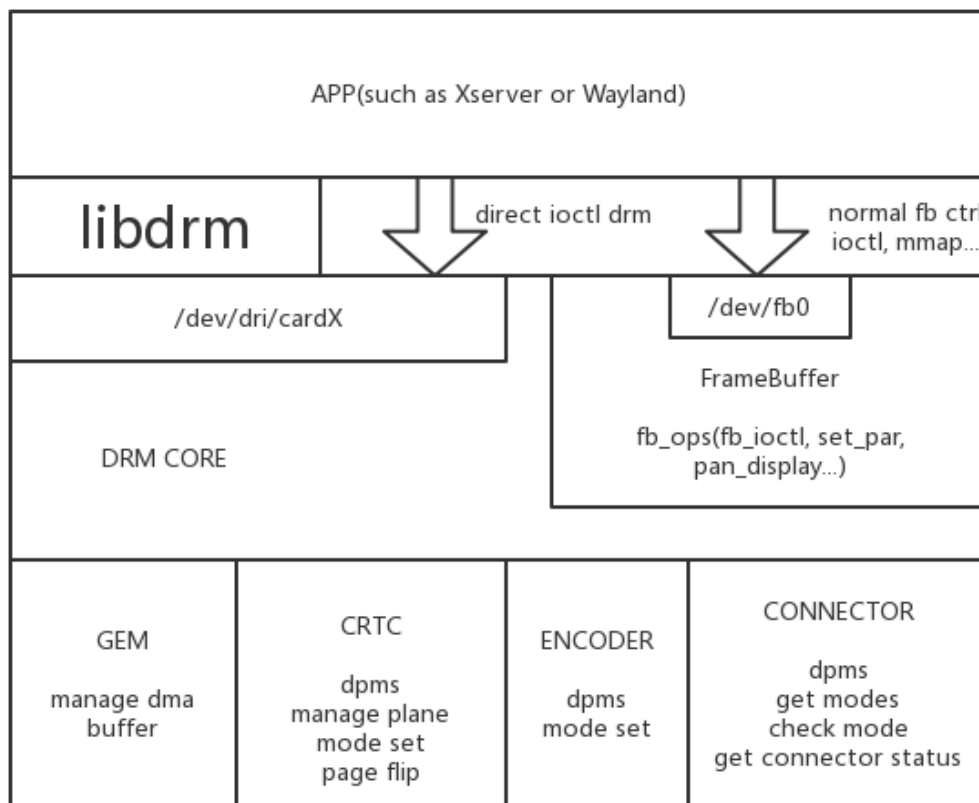 APP(such as Xserver or Wayland)
libdrm
direct ioctl drm
normal fb ctrl
ioctl, mmap...
/dev/dri/cardX
/dev/fb0
FrameBuffer
fb_ops(fb_ioctl, set_par,
pan_display...)
DRM CORE
GEM
manage dma
buffer
CRTC
dpms
manage plane
mode set
page flip
ENCODER
dpms
mode set
CONNECTOR
dpms
get modes
check mode
get connector status